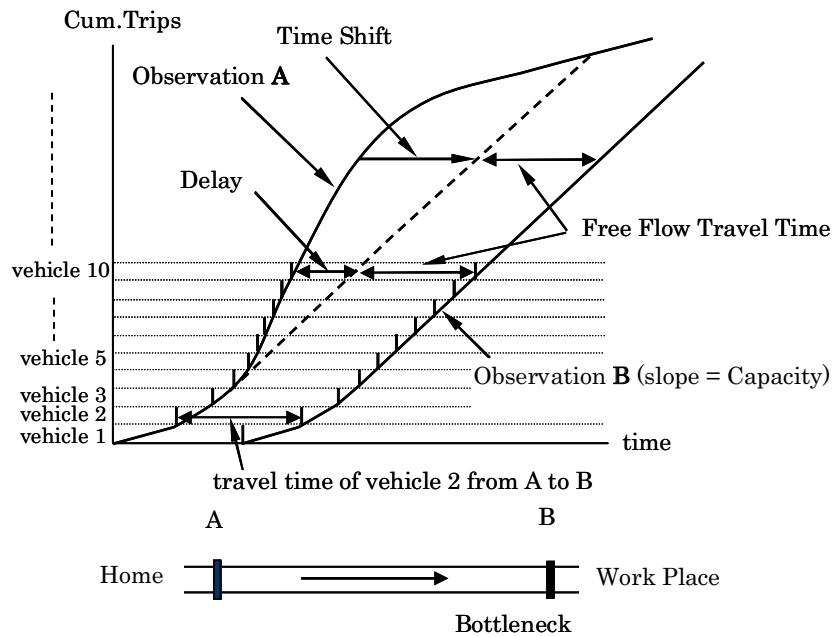 Cum.Trips
Time Shift
Observation A
Delay
Free Flow Travel Time
vehicle 10
vehicle 5
Observation B (slope = Capacity)
vehicle 3
vehicle 2
vehicle 1
time
travel time of vehicle 2 from A to B
A
B
Home
Work Place
Bottleneck